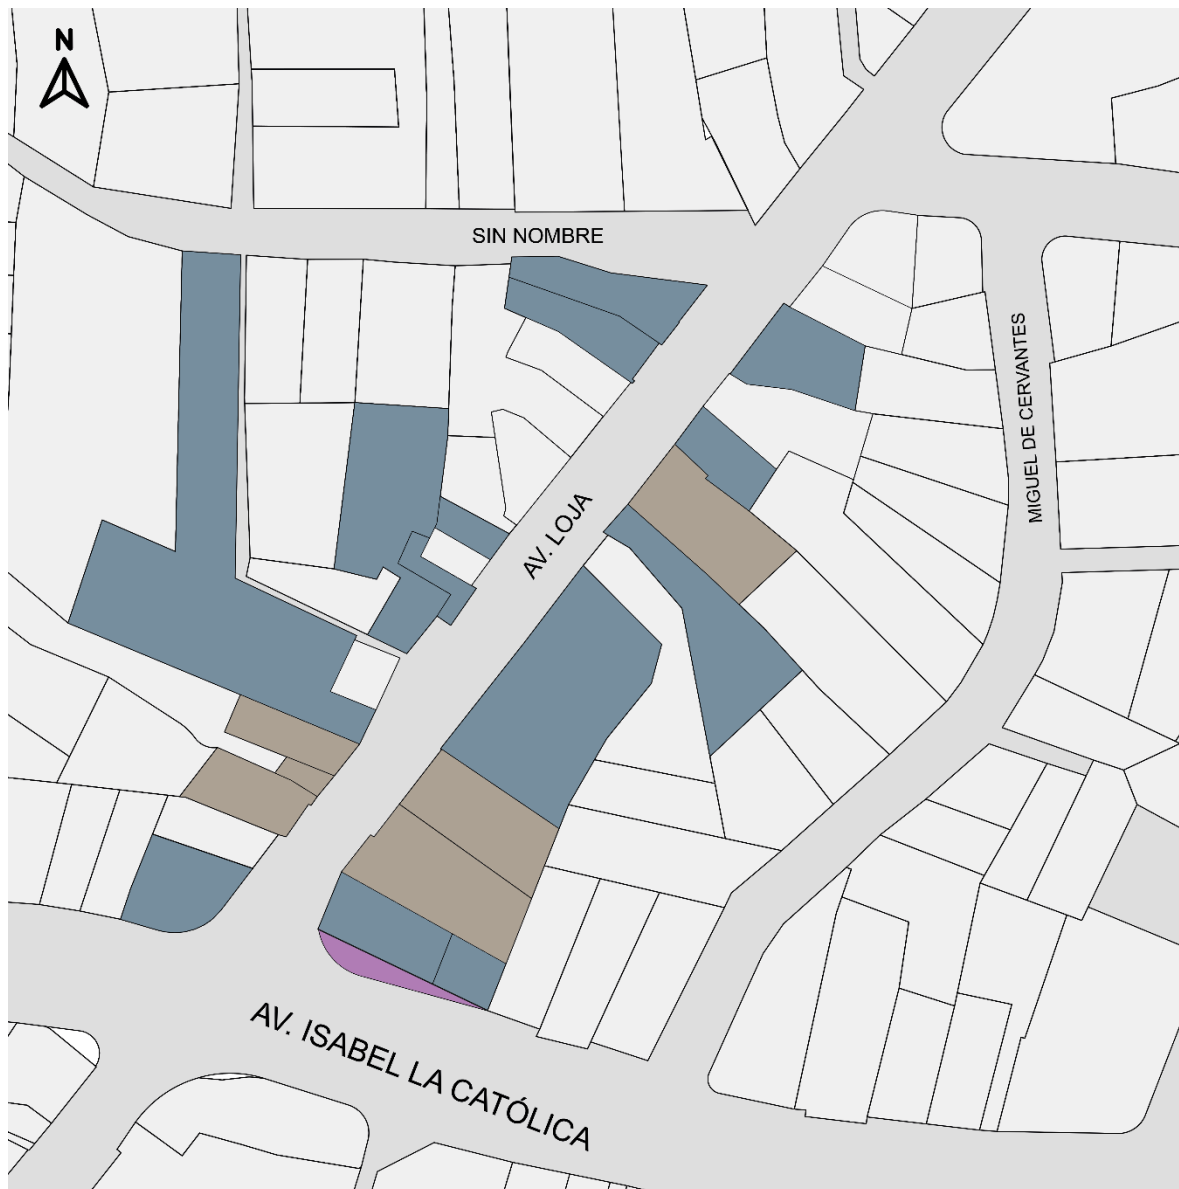 N
SIN NOMBRE
MIGUEL DE CERVANTES
AV. LOJA
AV. ISABEL LA CATÓLICA